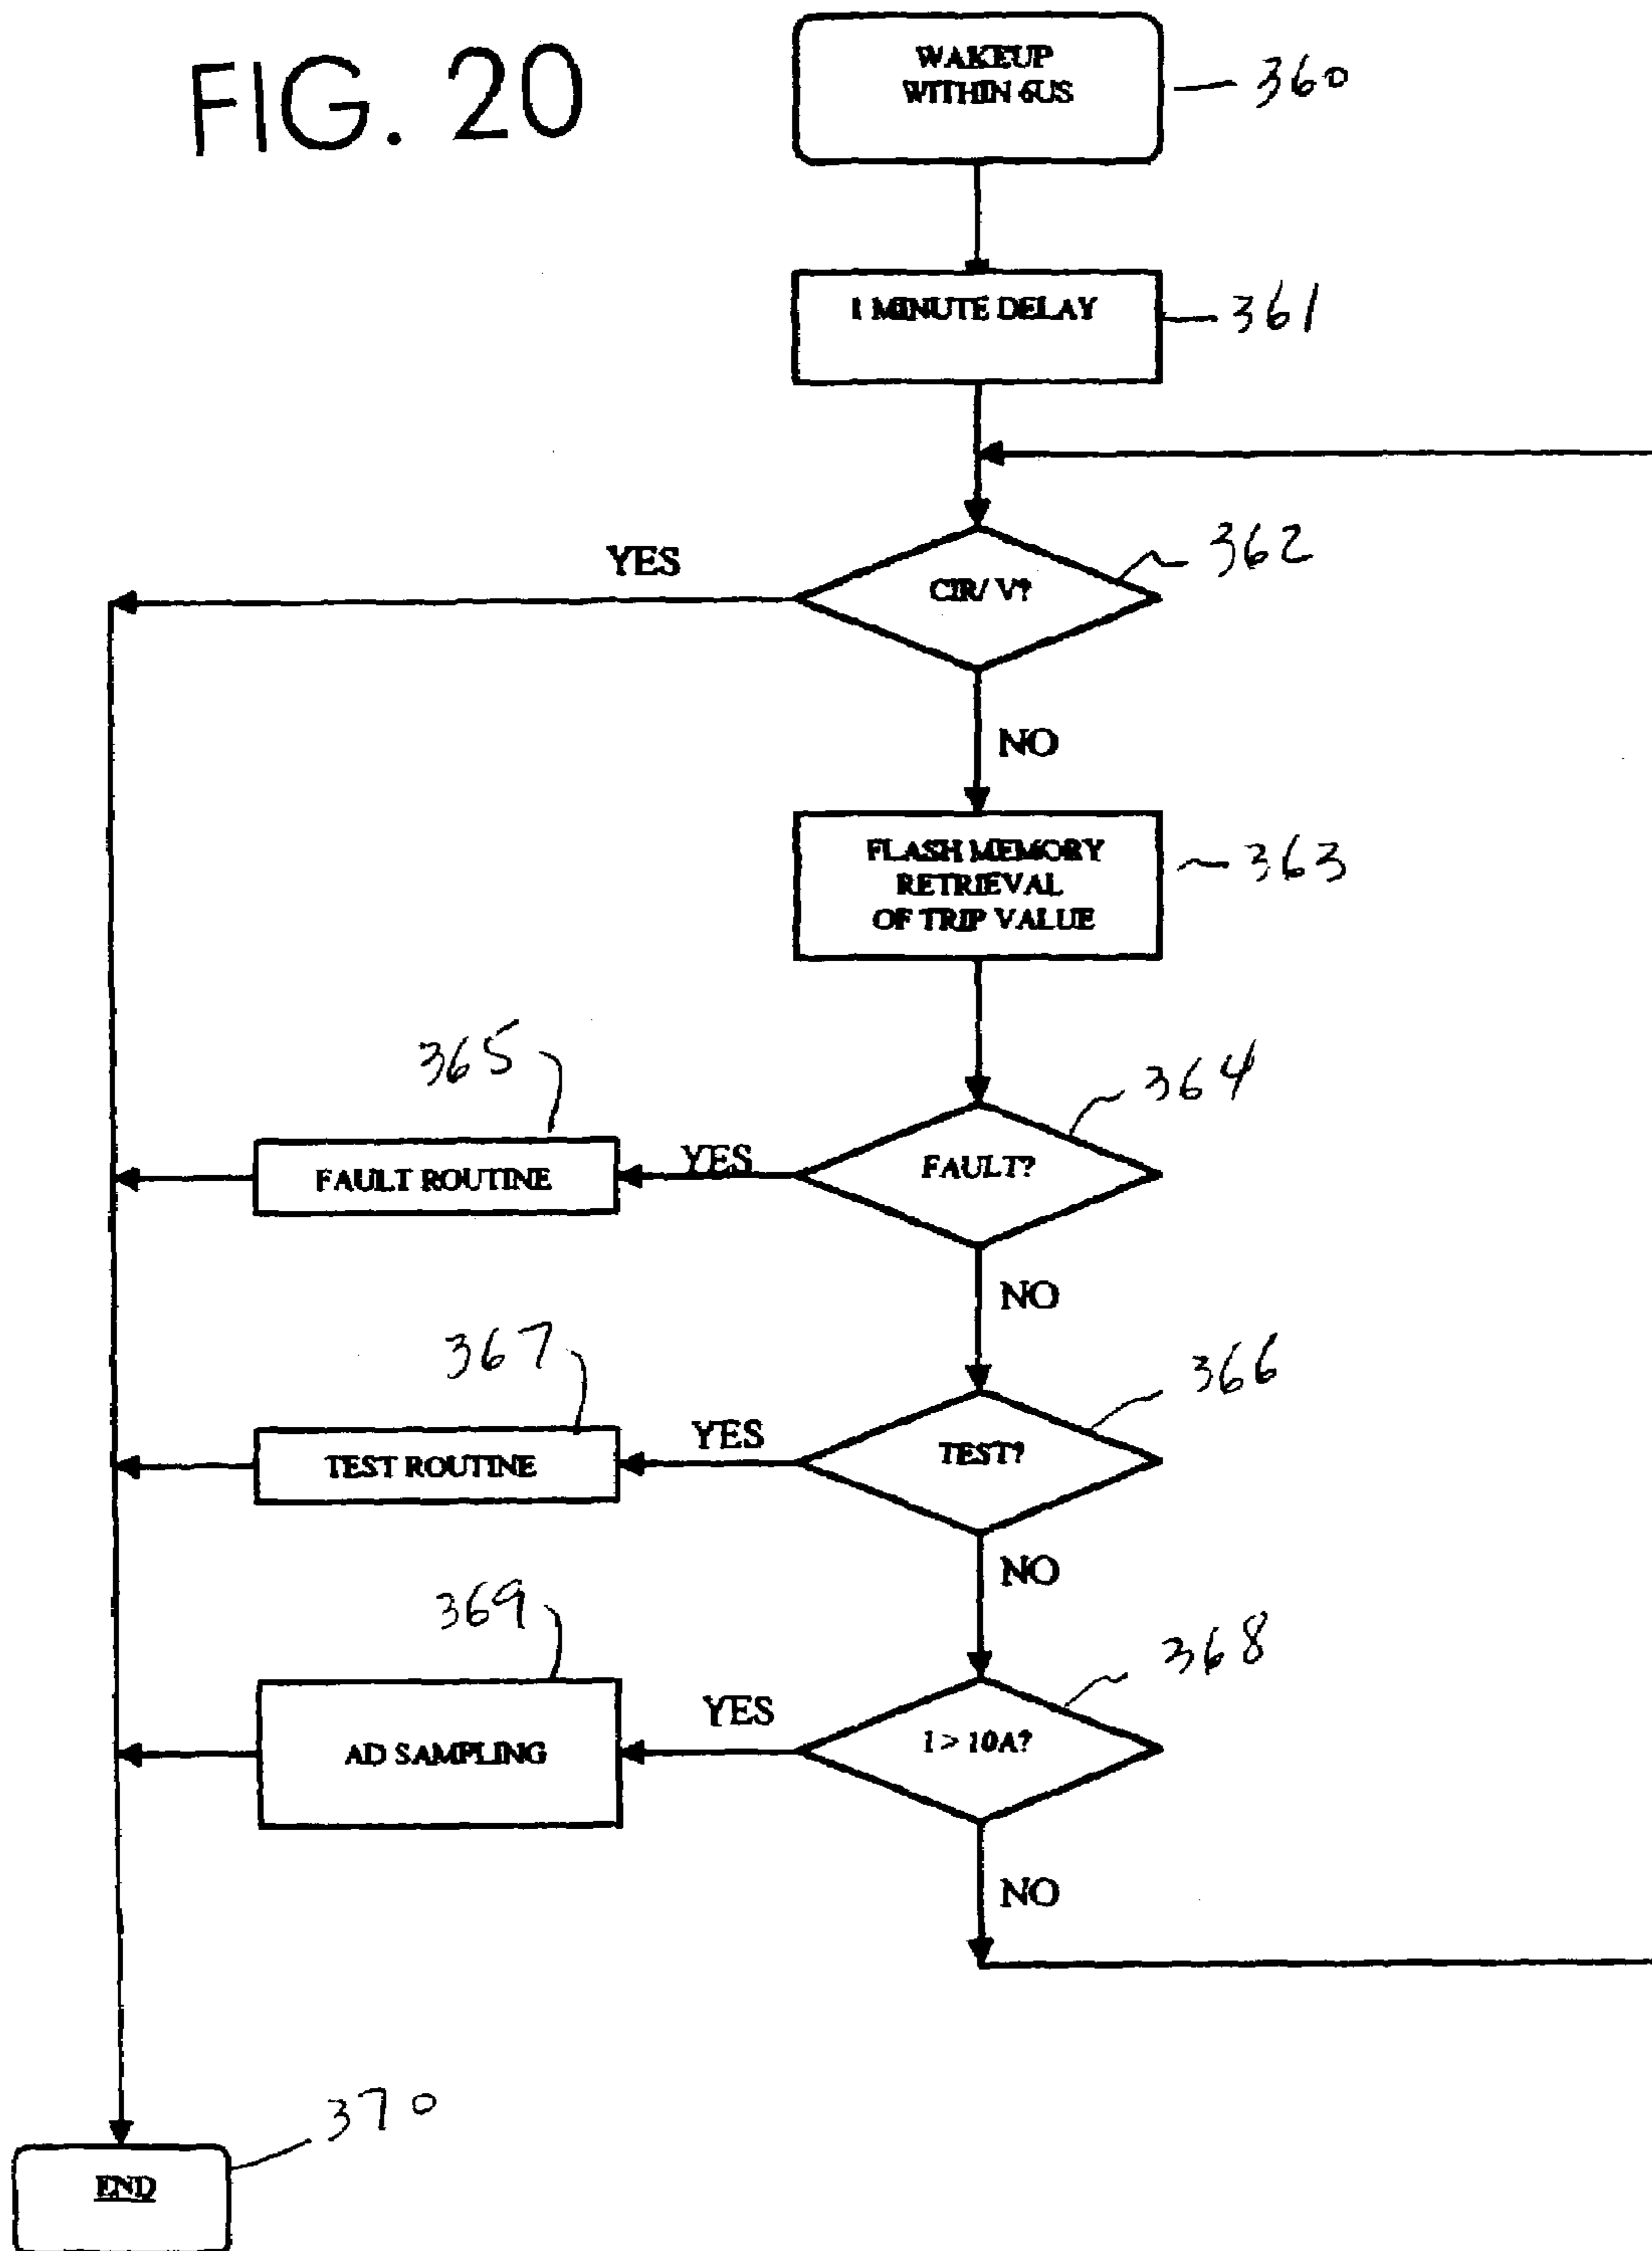 FIG. 20
WAKEUP
WITHIN 6US
360
1 MINUTE DELAY
361
362
YES
CIR/ V?
NO
FLASH MEMORY
RETRIEVAL
OF TRIP VALUE
363
365
364
FAULT ROUTINE
YES
FAULT?
NO
367
366
TEST ROUTINE
YES
TEST?
NO
369
368
AD SAMPLING
YES
I > 10A?
NO
370
END